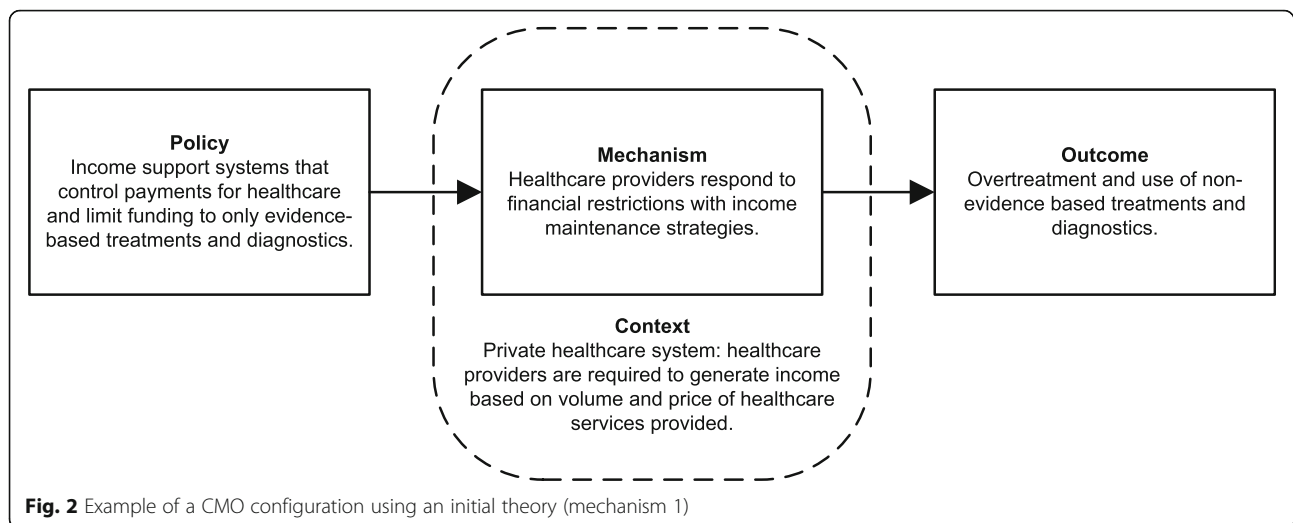 Policy
Income support systems that
control payments for healthcare
and limit funding to only evidence-
based treatments and diagnostics.
Mechanism
Healthcare providers respond to
financial restrictions with income
maintenance strategies.
Outcome
Overtreatment and use of non-
evidence based treatments and
diagnostics.
Context
Private healthcare system: healthcare
providers are required to generate income
based on volume and price of healthcare
services provided.
Fig. 2 Example of a CMO configuration using an initial theory (mechanism 1)